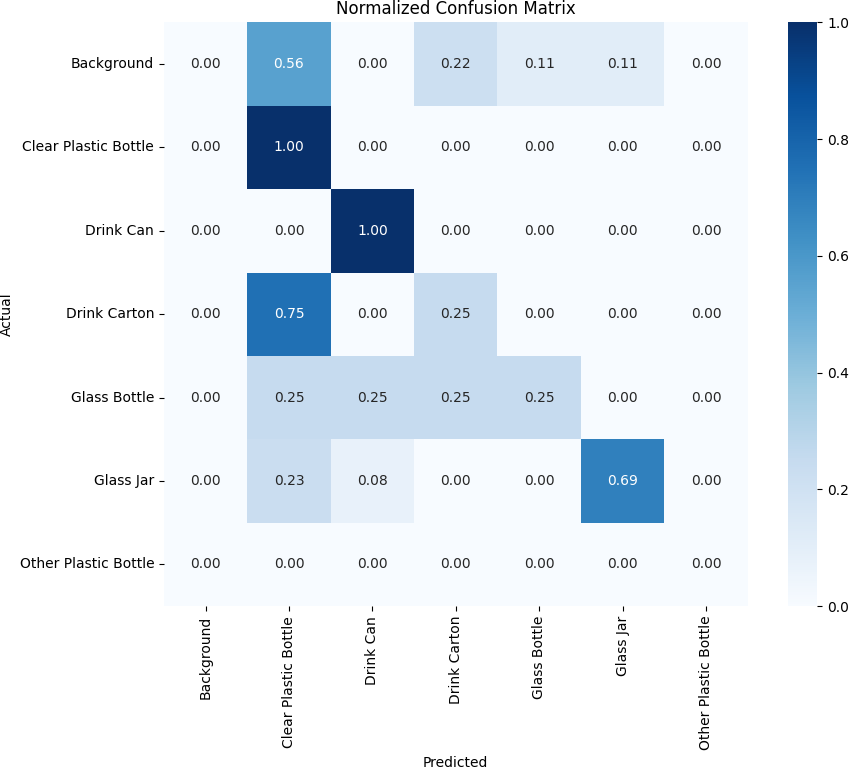 Normalized Confusion Matrix
Background 0.00 0.56 0.00 0.22 0.11 0.11 0.00
Clear Plastic Bottle 0.00 1.00 0.00 0.00 0.00 0.00 0.00
Drink Can 0.00 0.00 1.00 0.00 0.00 0.00 0.00
Drink Carton 0.00 0.75 0.00 0.25 0.00 0.00 0.00
Glass Bottle 0.00 0.25 0.25 0.25 0.25 0.00 0.00
Glass Jar 0.00 0.23 0.08 0.00 0.00 0.69 0.00
Other Plastic Bottle 0.00 0.00 0.00 0.00 0.00 0.00 0.00
Actual
Background
Clear Plastic Bottle
Drink Can
Drink Carton
Glass Bottle
Glass Jar
Other Plastic Bottle
Predicted
1.0
0.8
0.6
0.4
0.2
0.0